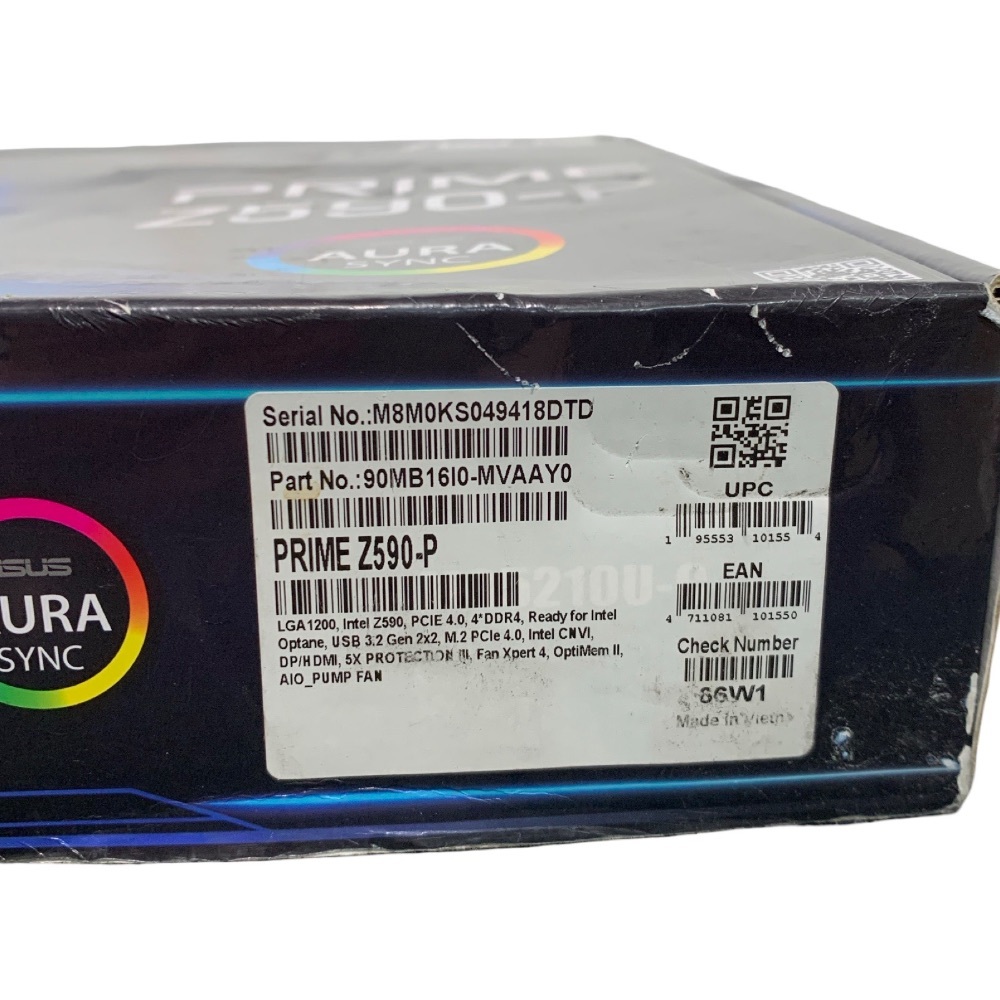 PRIME
Z590-P
AURA
SYNC
Serial No.:M8M0KS049418DTD
Part No.:90MB16I0-MVAAY0
PRIME Z590-P
LGA1200, Intel Z590, PCIE 4.0, 4*DDR4, Ready for Intel
Optane, USB 3.2 Gen 2x2, M.2 PCIe 4.0, Intel CNVI,
DP/HDMI, 5X PROTECTION III, Fan Xpert 4, OptiMem II,
AIO_PUMP FAN
UPC
1 95553 10155 4
EAN
4 711081 101550
Check Number
86W1
Made in
ASUS
AURA
SYNC